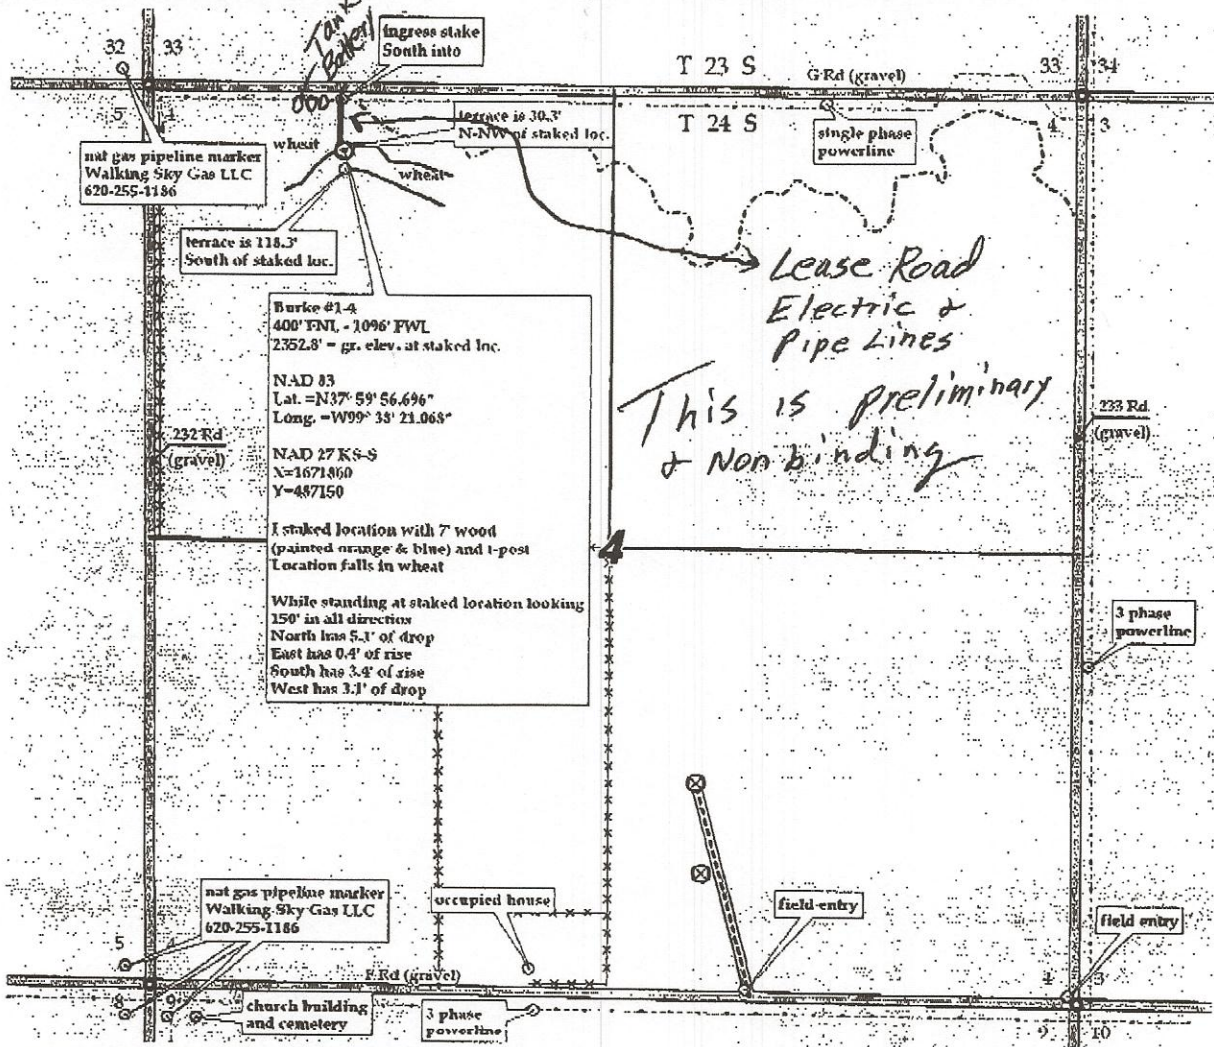 Tank
Battery
ingress stake
South into
32 33
T 23 S
G Rd (gravel)
33 34
5 4
terrace is 30.3'
N-NW of staked loc.
T 24 S
single phase
powerline
4 3
wheat
wheat
nat gas pipeline marker
Walking Sky Gas LLC
620-255-1186
terrace is 118.3'
South of staked loc.
Lease Road
Electric &
Pipe Lines
Burke #1-4
400' FNL - 1096' FWL
2352.8' = gr. elev. at staked loc.
NAD 83
Lat. =N37° 59' 56.696"
Long. =W99° 38' 21.068"
NAD 27 KS-S
X=1671860
Y=487150
I staked location with 7' wood
(painted orange & blue) and t-post
Location falls in wheat
While standing at staked location looking
150' in all direction
North has 5.1' of drop
East has 0.4' of rise
South has 3.4' of rise
West has 3.1' of drop
This is preliminary
& Non binding
232 Rd
(gravel)
233 Rd
(gravel)
4
3 phase
powerline
nat gas pipeline marker
Walking Sky Gas LLC
620-255-1186
occupied house
field entry
field entry
5 4
F Rd (gravel)
4 3
8 9
church building
and cemetery
3 phase
powerline
9 10